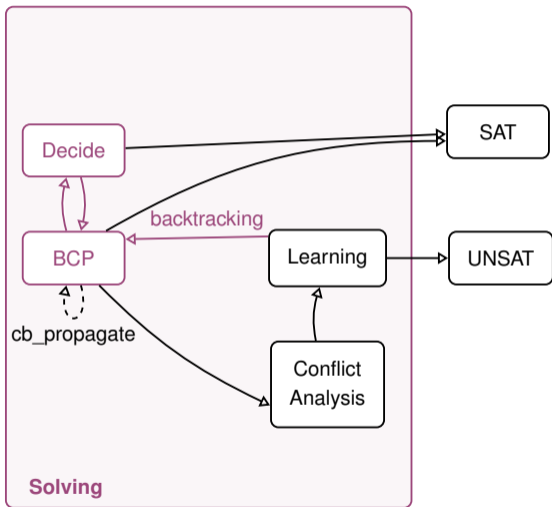 Decide
SAT
backtracking
BCP
Learning
UNSAT
cb_propagate
Conflict
Analysis
Solving